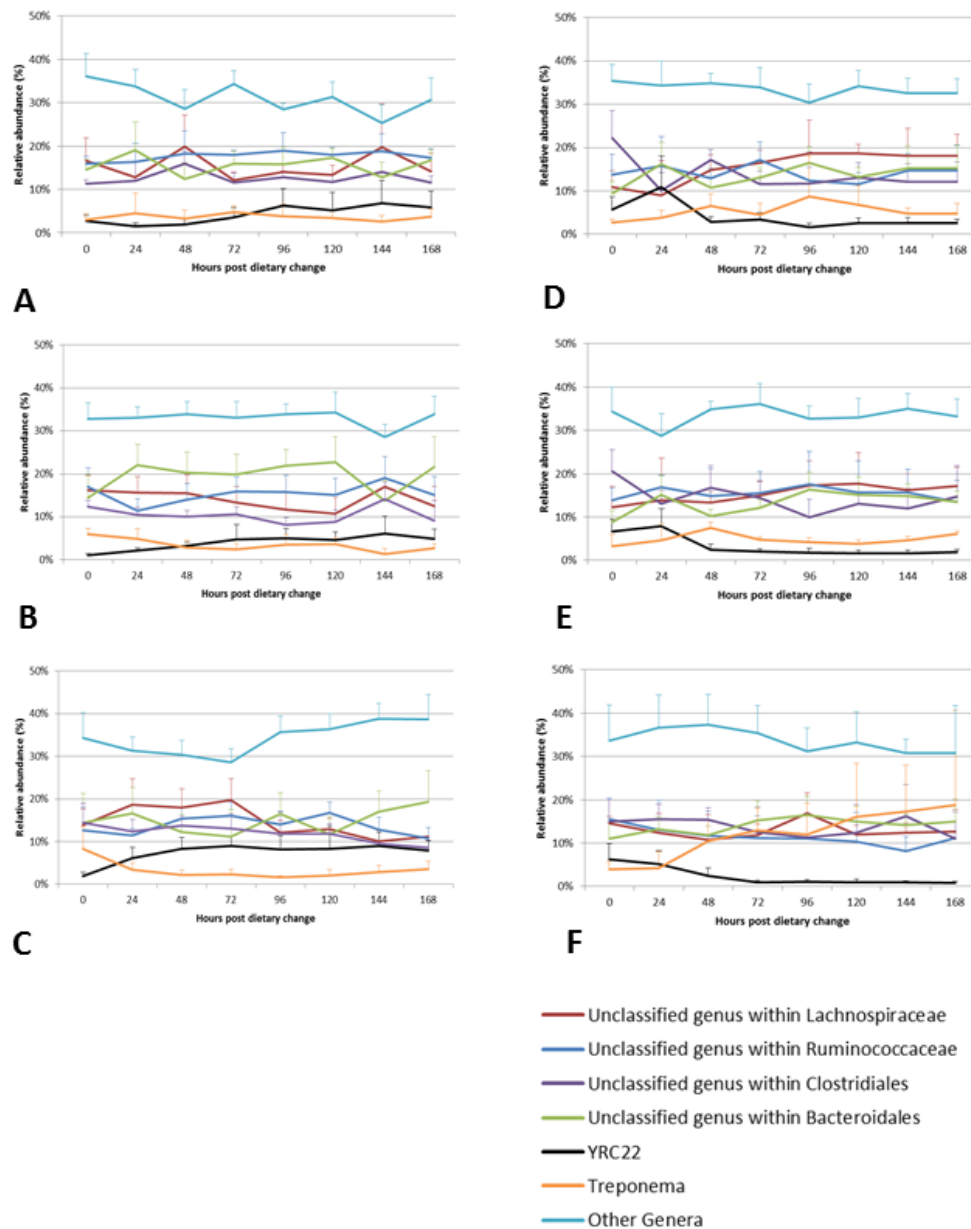 50%
40%
30%
20%
10%
0%
Relative abundance (%)
0 24 48 72 96 120 144 168
Hours post dietary change
A
50%
40%
30%
20%
10%
0%
Relative abundance (%)
0 24 48 72 96 120 144 168
Hours post dietary change
D
50%
40%
30%
20%
10%
0%
Relative abundance (%)
0 24 48 72 96 120 144 168
Hours post dietary change
B
50%
40%
30%
20%
10%
0%
Relative abundance (%)
0 24 48 72 96 120 144 168
Hours post dietary change
E
50%
40%
30%
20%
10%
0%
Relative abundance (%)
0 24 48 72 96 120 144 168
Hours post dietary change
C
50%
40%
30%
20%
10%
0%
Relative abundance (%)
0 24 48 72 96 120 144 168
Hours post dietary change
F
Unclassified genus within Lachnospiraceae
Unclassified genus within Ruminococcaceae
Unclassified genus within Clostridiales
Unclassified genus within Bacteroidales
YRC22
Treponema
Other Genera